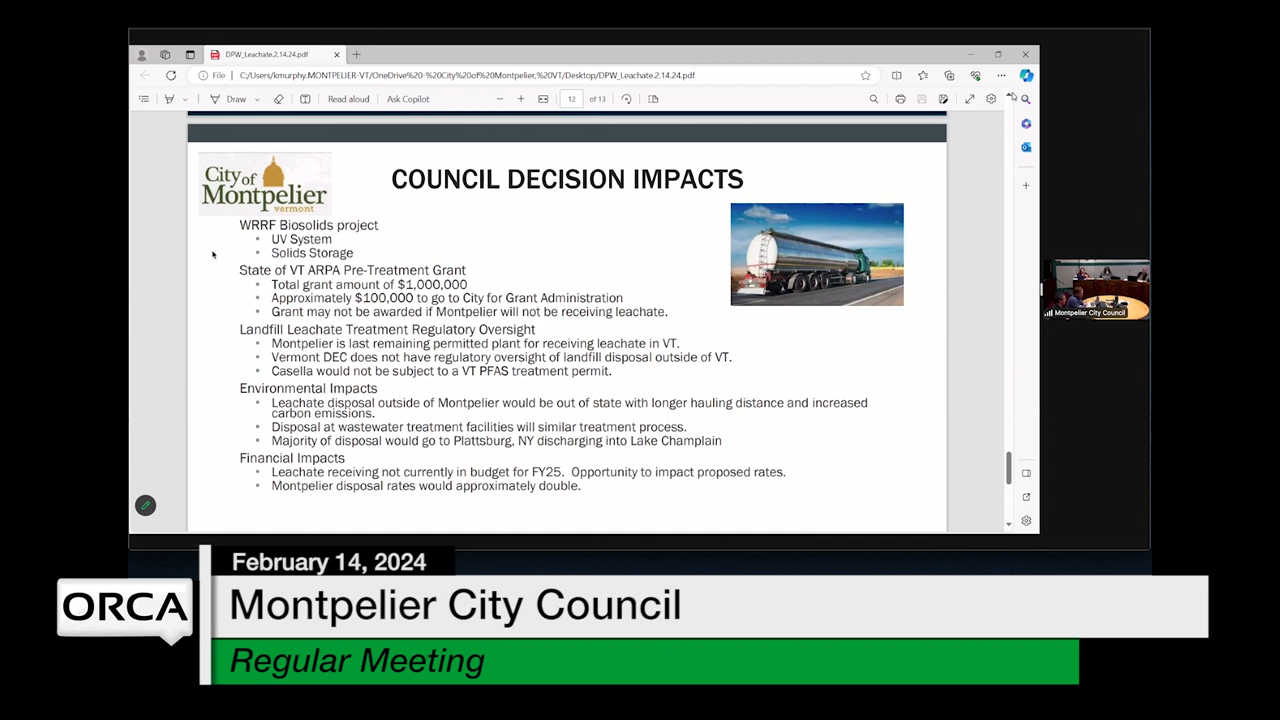 DPW_Leachate.2.14.24.pdf
File
C:/Users/kmurphy.MONTPELIER-VT/OneDrive%20-%20City%20of%20Montpelier,%20VT/Desktop/DPW_Leachate.2.14.24.pdf
Draw
Read aloud
Ask Copilot
12 of 13
City of
Montpelier
vermont
COUNCIL DECISION IMPACTS
WRRF Biosolids project
• UV System
• Solids Storage
State of VT ARPA Pre-Treatment Grant
• Total grant amount of $1,000,000
• Approximately $100,000 to go to City for Grant Administration
• Grant may not be awarded if Montpelier will not be receiving leachate.
Landfill Leachate Treatment Regulatory Oversight
• Montpelier is last remaining permitted plant for receiving leachate in VT.
• Vermont DEC does not have regulatory oversight of landfill disposal outside of VT.
• Casella would not be subject to a VT PFAS treatment permit.
Environmental Impacts
• Leachate disposal outside of Montpelier would be out of state with longer hauling distance and increased
carbon emissions.
• Disposal at wastewater treatment facilities will similar treatment process.
• Majority of disposal would go to Plattsburg, NY discharging into Lake Champlain
Financial Impacts
• Leachate receiving not currently in budget for FY25. Opportunity to impact proposed rates.
• Montpelier disposal rates would approximately double.
Montpelier City Council
February 14, 2024
ORCA
Montpelier City Council
Regular Meeting